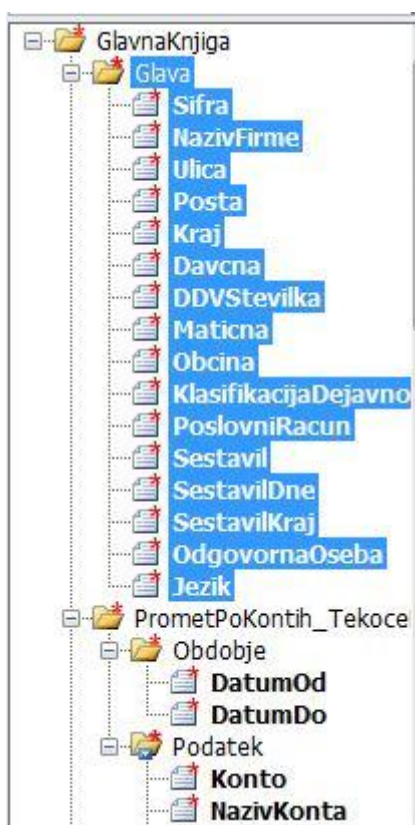 GlavnaKnjiga
Glava
Sifra
NazivFirme
Ulica
Posta
Kraj
Davcna
DDVStevilka
Maticna
Obcina
KlasifikacijaDejavno
PoslovniRacun
Sestavil
SestavilDne
SestavilKraj
OdgovornaOseba
Jezik
PrometPoKontih_Tekoce
Obdobje
DatumOd
DatumDo
Podatek
Konto
NazivKonta